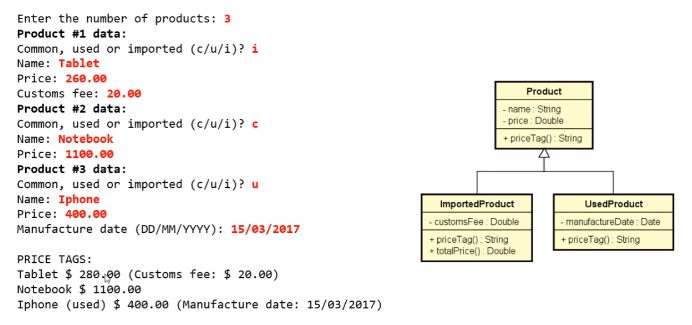 Enter the number of products: 3
Product #1 data:
Common, used or imported (c/u/i)? i
Name: Tablet
Price: 260.00
Customs fee: 20.00
Product #2 data:
Common, used or imported (c/u/i)? c
Name: Notebook
Price: 1100.00
Product #3 data:
Common, used or imported (c/u/i)? u
Name: Iphone
Price: 400.00
Manufacture date (DD/MM/YYYY): 15/03/2017
PRICE TAGS:
Tablet $ 280.00 (Customs fee: $ 20.00)
Notebook $ 1100.00
Iphone (used) $ 400.00 (Manufacture date: 15/03/2017)
Product
- name : String
- price : Double
+ priceTag() : String
ImportedProduct
- customsFee : Double
+ priceTag() : String
+ totalPrice() : Double
UsedProduct
- manufactureDate : Date
+ priceTag() : String